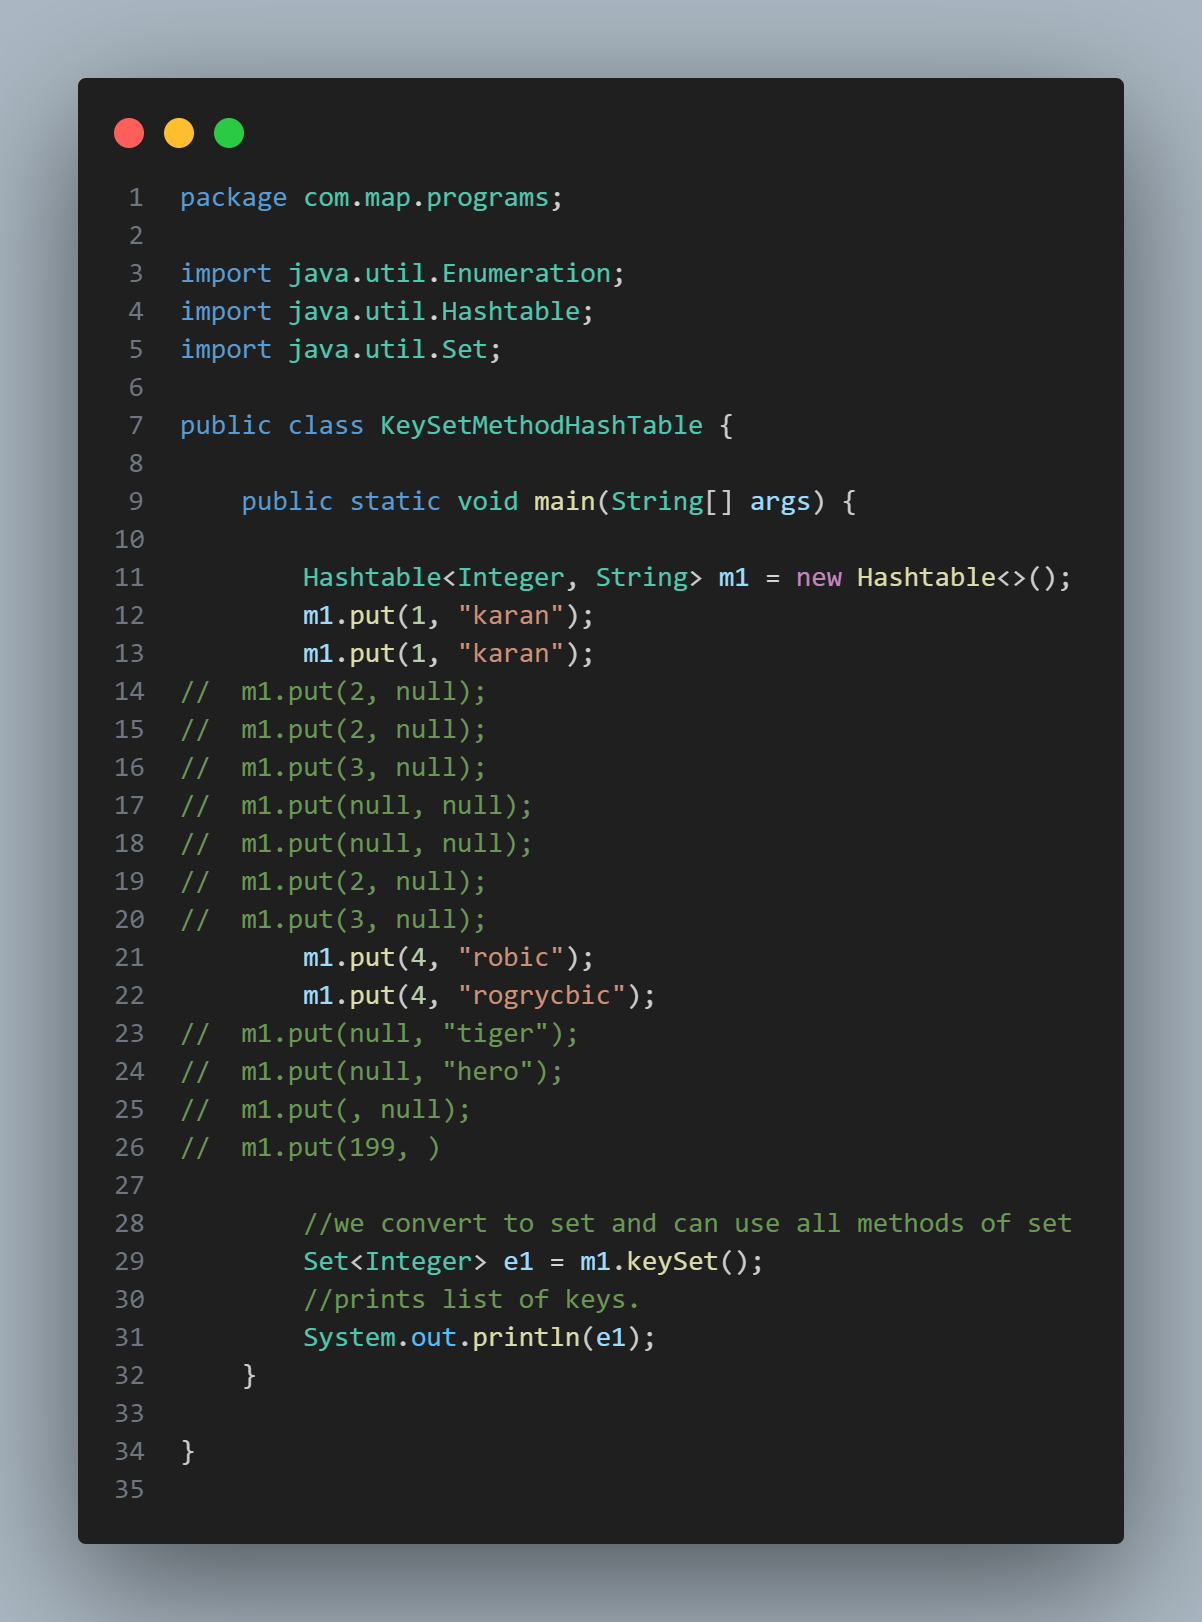 1 package com.map.programs;
2
3 import java.util.Enumeration;
4 import java.util.Hashtable;
5 import java.util.Set;
6
7 public class KeySetMethodHashTable {
8
9     public static void main(String[] args) {
10
11         Hashtable<Integer, String> m1 = new Hashtable<>();
12         m1.put(1, "karan");
13         m1.put(1, "karan");
14 //  m1.put(2, null);
15 //  m1.put(2, null);
16 //  m1.put(3, null);
17 //  m1.put(null, null);
18 //  m1.put(null, null);
19 //  m1.put(2, null);
20 //  m1.put(3, null);
21         m1.put(4, "robic");
22         m1.put(4, "rogrycbic");
23 //  m1.put(null, "tiger");
24 //  m1.put(null, "hero");
25 //  m1.put(, null);
26 //  m1.put(199, )
27
28         //we convert to set and can use all methods of set
29         Set<Integer> e1 = m1.keySet();
30         //prints list of keys.
31         System.out.println(e1);
32     }
33
34 }
35